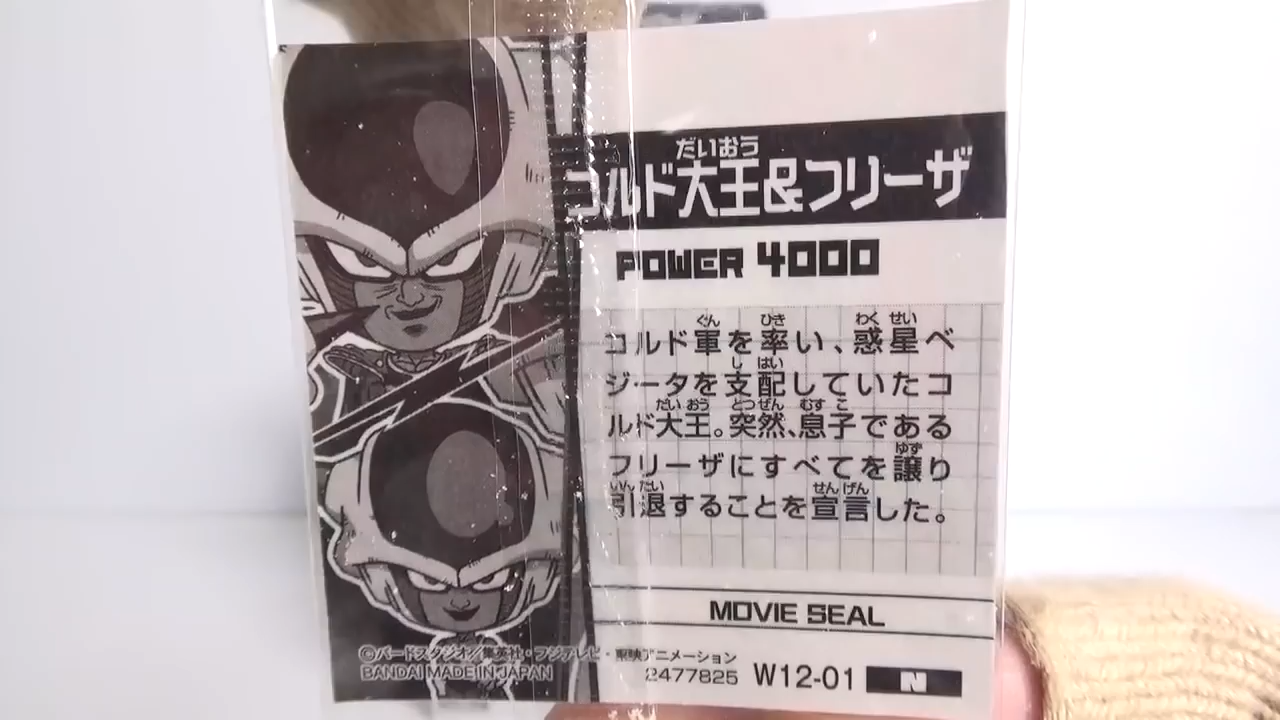 だいおう
コルド大王&フリーザ
POWER 4000
ぐん ひき わく せい
コルド軍を率い、惑星ベ
し はい
ジータを支配していたコ
だい おう とつ ぜん むす こ
ルド大王。突然、息子である
ゆず
フリーザにすべてを譲り
いん たい せん げん
引退することを宣言した。
MOVIE SEAL
©バードスタジオ/集英社・フジテレビ・東映アニメーション
BANDAI MADE IN JAPAN
2477825 W12-01 N